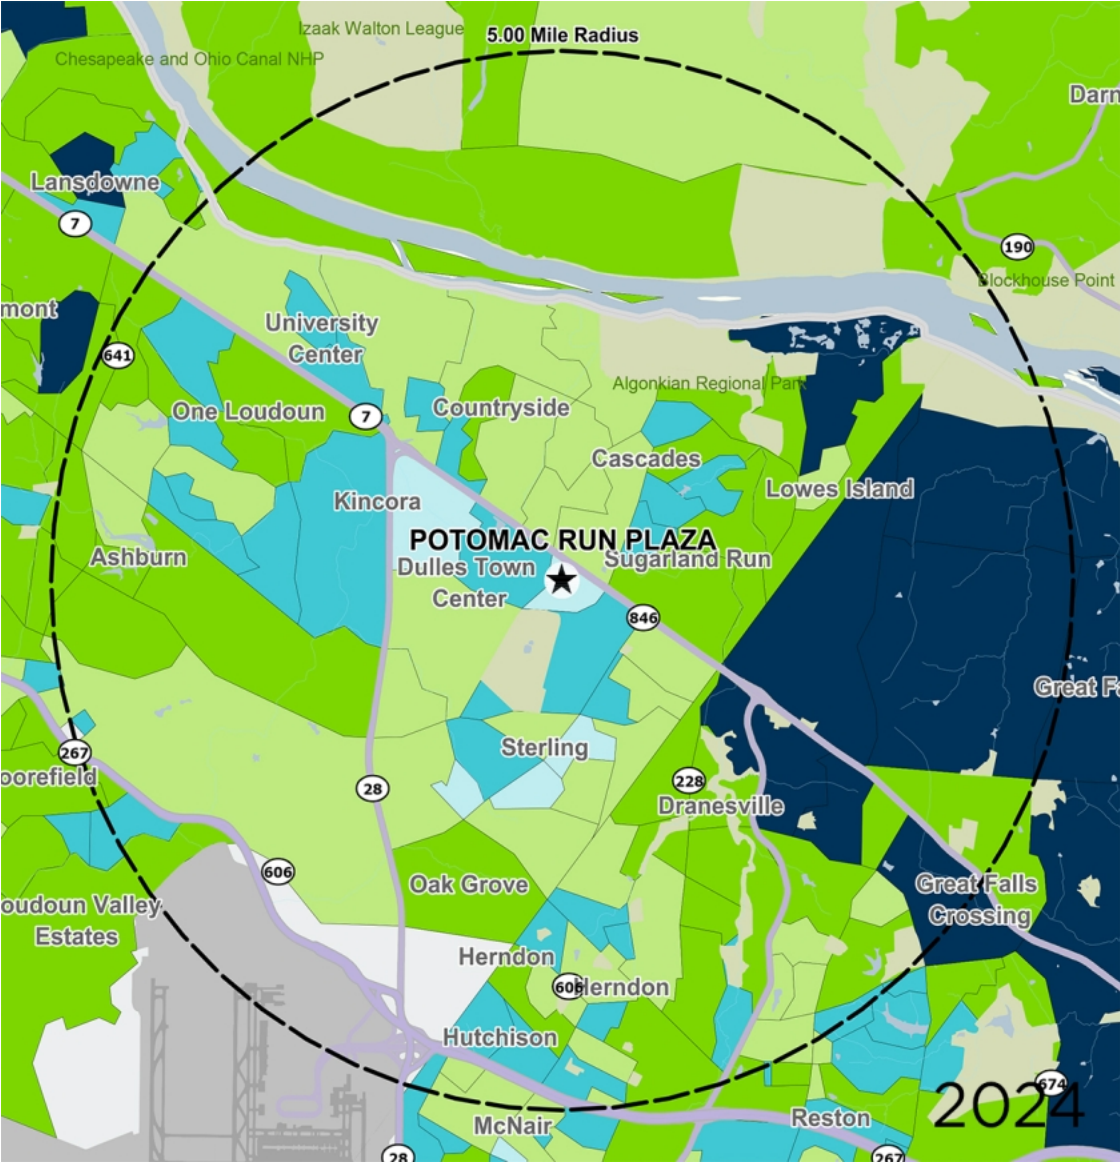 Izaak Walton League
5.00 Mile Radius
Chesapeake and Ohio Canal NHP
Darn
Lansdowne
7
190
Blockhouse Point
mont
University
Center
641
Algonkian Regional Park
One Loudoun
7
Countryside
Cascades
Lowes Island
Kincora
POTOMAC RUN PLAZA
Ashburn
Dulles Town
Center
Sugarland Run
846
Great Fa
267
oorefield
Sterling
28
228
Dranesville
606
Oak Grove
Great Falls
Crossing
oudoun Valley
Estates
Herndon
606
Herndon
Hutchison
674
2024
McNair
Reston
28
267